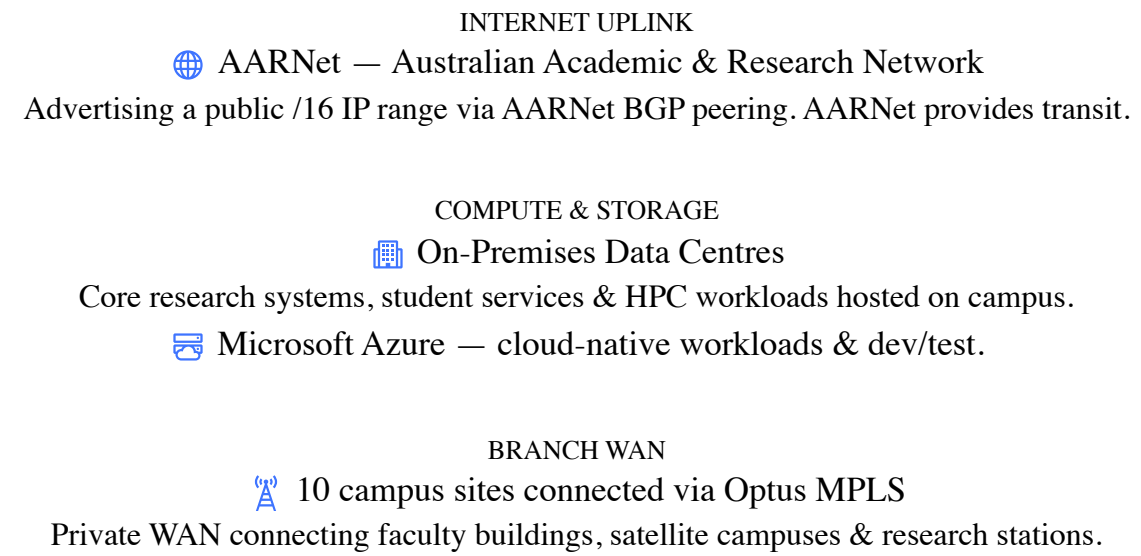 INTERNET UPLINK
AARNet — Australian Academic & Research Network
Advertising a public /16 IP range via AARNet BGP peering. AARNet provides transit.
COMPUTE & STORAGE
On-Premises Data Centres
Core research systems, student services & HPC workloads hosted on campus.
Microsoft Azure — cloud-native workloads & dev/test.
BRANCH WAN
10 campus sites connected via Optus MPLS
Private WAN connecting faculty buildings, satellite campuses & research stations.